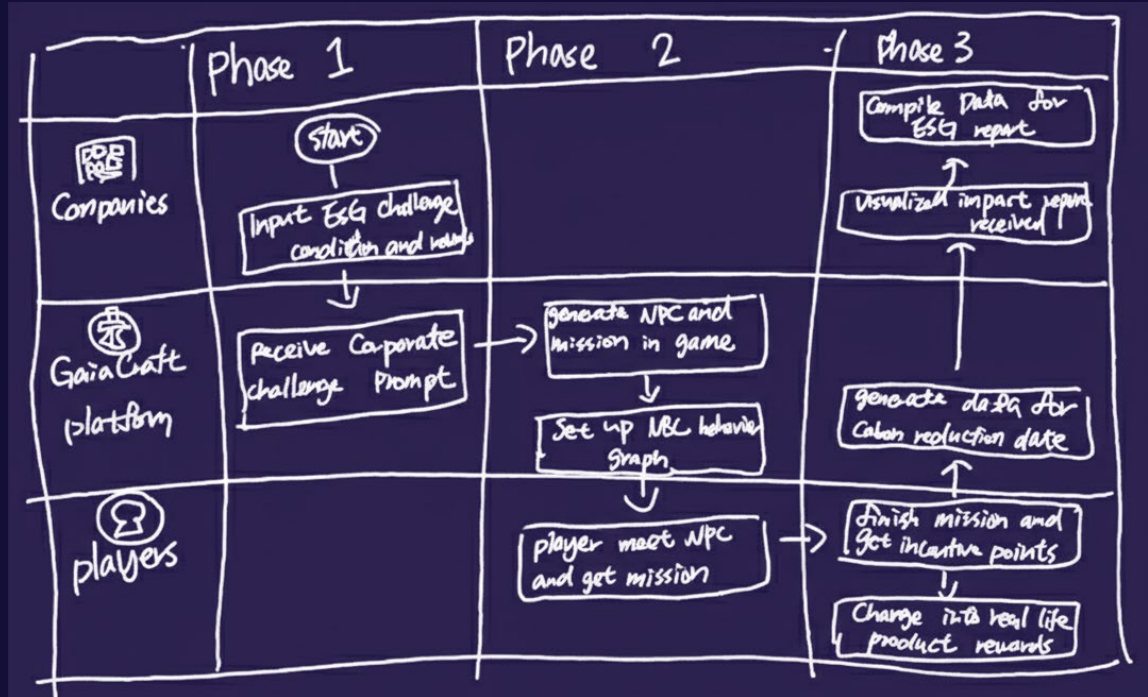 Phase 1
Phase 2
Phase 3
Companies
Start
Input ESG challenge
condition and
Compile Data for
ESG report
visualized impact report
received
GaiaCraft
platform
Receive Corporate
challenge Prompt
generate NPC and
mission in game
Set up NBC behavior
graph
generate data for
Cabon reduction date
players
player meet NPC
and get mission
finish mission and
get incentive points
Change into real life
product rewards